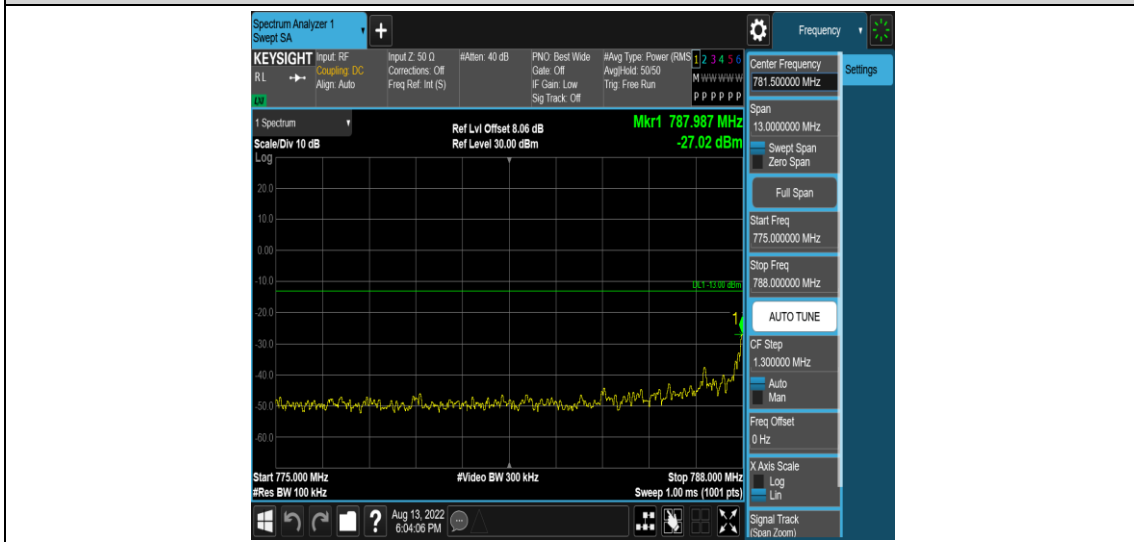 Spectrum Analyzer 1
Swept SA
+
Frequency
KEYSIGHT
RL
Input: RF
Coupling: DC
Align: Auto
Input Z: 50 Ω
Corrections: Off
Freq Ref: Int (S)
#Atten: 40 dB
PNO: Best Wide
Gate: Off
IF Gain: Low
Sig Track: Off
#Avg Type: Power (RMS
Avg|Hold: 50/50
Trig: Free Run
1 2 3 4 5 6
M W W W W W
P P P P P P
1 Spectrum
Scale/Div 10 dB
Ref Lvl Offset 8.06 dB
Ref Level 30.00 dBm
Mkr1 787.987 MHz
-27.02 dBm
Log
20.0
10.0
0.00
-10.0
DL1 -13.00 dBm
-20.0
1
-30.0
-40.0
-50.0
-60.0
Start 775.000 MHz
#Res BW 100 kHz
#Video BW 300 kHz
Stop 788.000 MHz
Sweep 1.00 ms (1001 pts)
Aug 13, 2022
6:04:06 PM
?
Center Frequency
781.500000 MHz
Settings
Span
13.0000000 MHz
Swept Span
Zero Span
Full Span
Start Freq
775.000000 MHz
Stop Freq
788.000000 MHz
AUTO TUNE
CF Step
1.300000 MHz
Auto
Man
Freq Offset
0 Hz
X Axis Scale
Log
Lin
Signal Track
(Span Zoom)